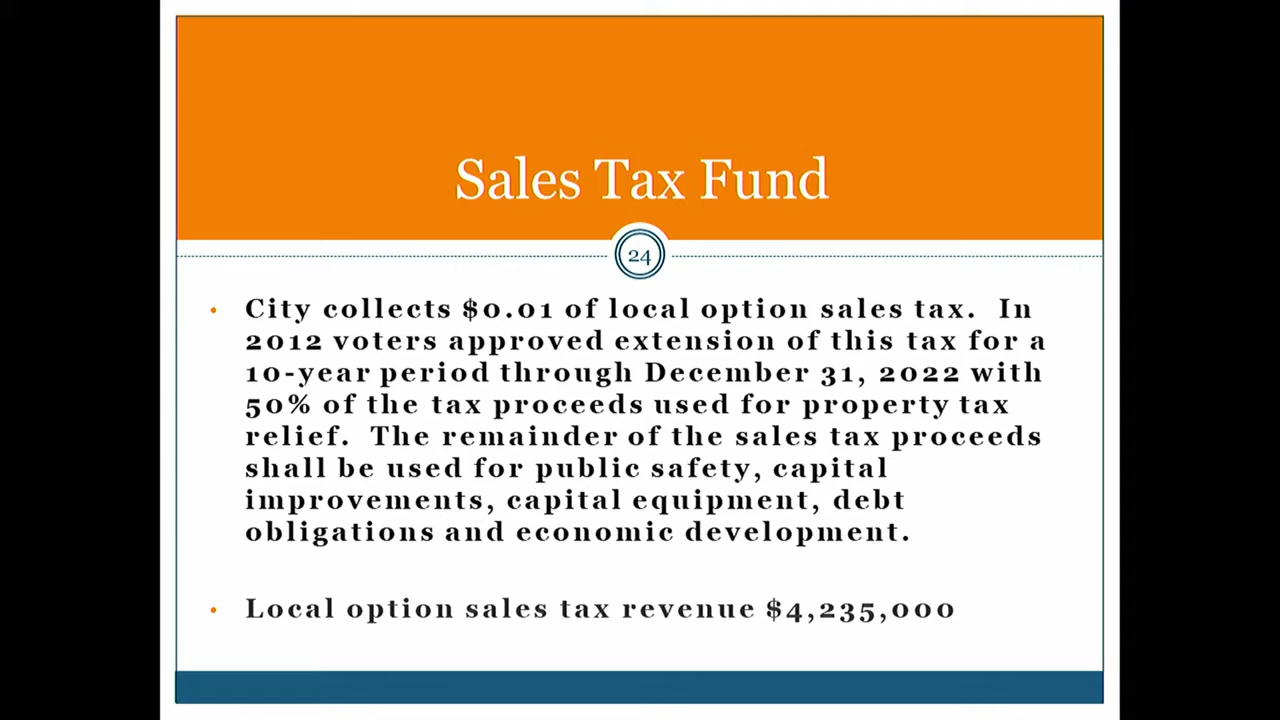 Sales Tax Fund
24
• City collects $0.01 of local option sales tax. In
2012 voters approved extension of this tax for a
10-year period through December 31, 2022 with
50% of the tax proceeds used for property tax
relief. The remainder of the sales tax proceeds
shall be used for public safety, capital
improvements, capital equipment, debt
obligations and economic development.
• Local option sales tax revenue $4,235,000